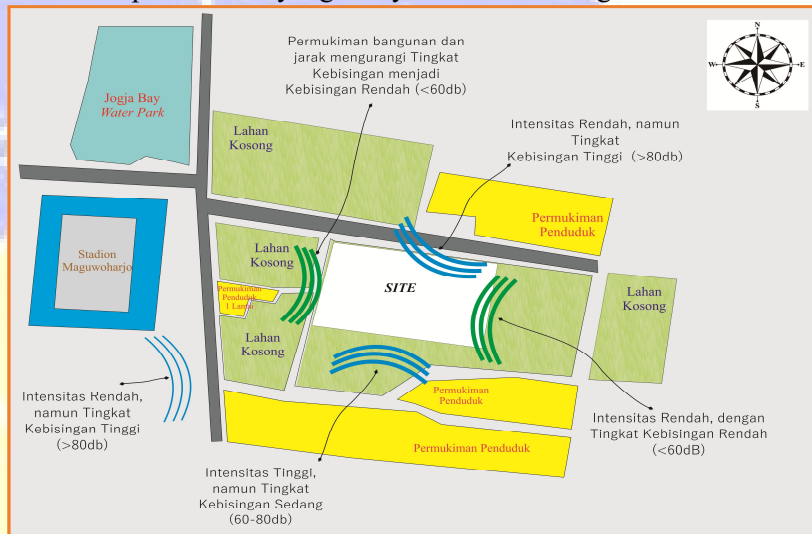 Permukiman bangunan dan
jarak mengurangi Tingkat
Kebisingan menjadi
Kebisingan Rendah (<60db)
N
W
E
S
Jogja Bay
Water Park
Lahan
Kosong
Intensitas Rendah, namun
Tingkat
Kebisingan Tinggi (>80db)
Permukiman
Penduduk
Stadion
Maguwoharjo
Lahan
Kosong
SITE
Lahan
Kosong
Permukiman
Penduduk
1 Lantai
Lahan
Kosong
Intensitas Rendah,
namun Tingkat
Kebisingan Tinggi
(>80db)
Permukiman
Penduduk
Intensitas Rendah, dengan
Tingkat Kebisingan Rendah
(<60dB)
Permukiman Penduduk
Intensitas Tinggi,
namun Tingkat
Kebisingan Sedang
(60-80db)